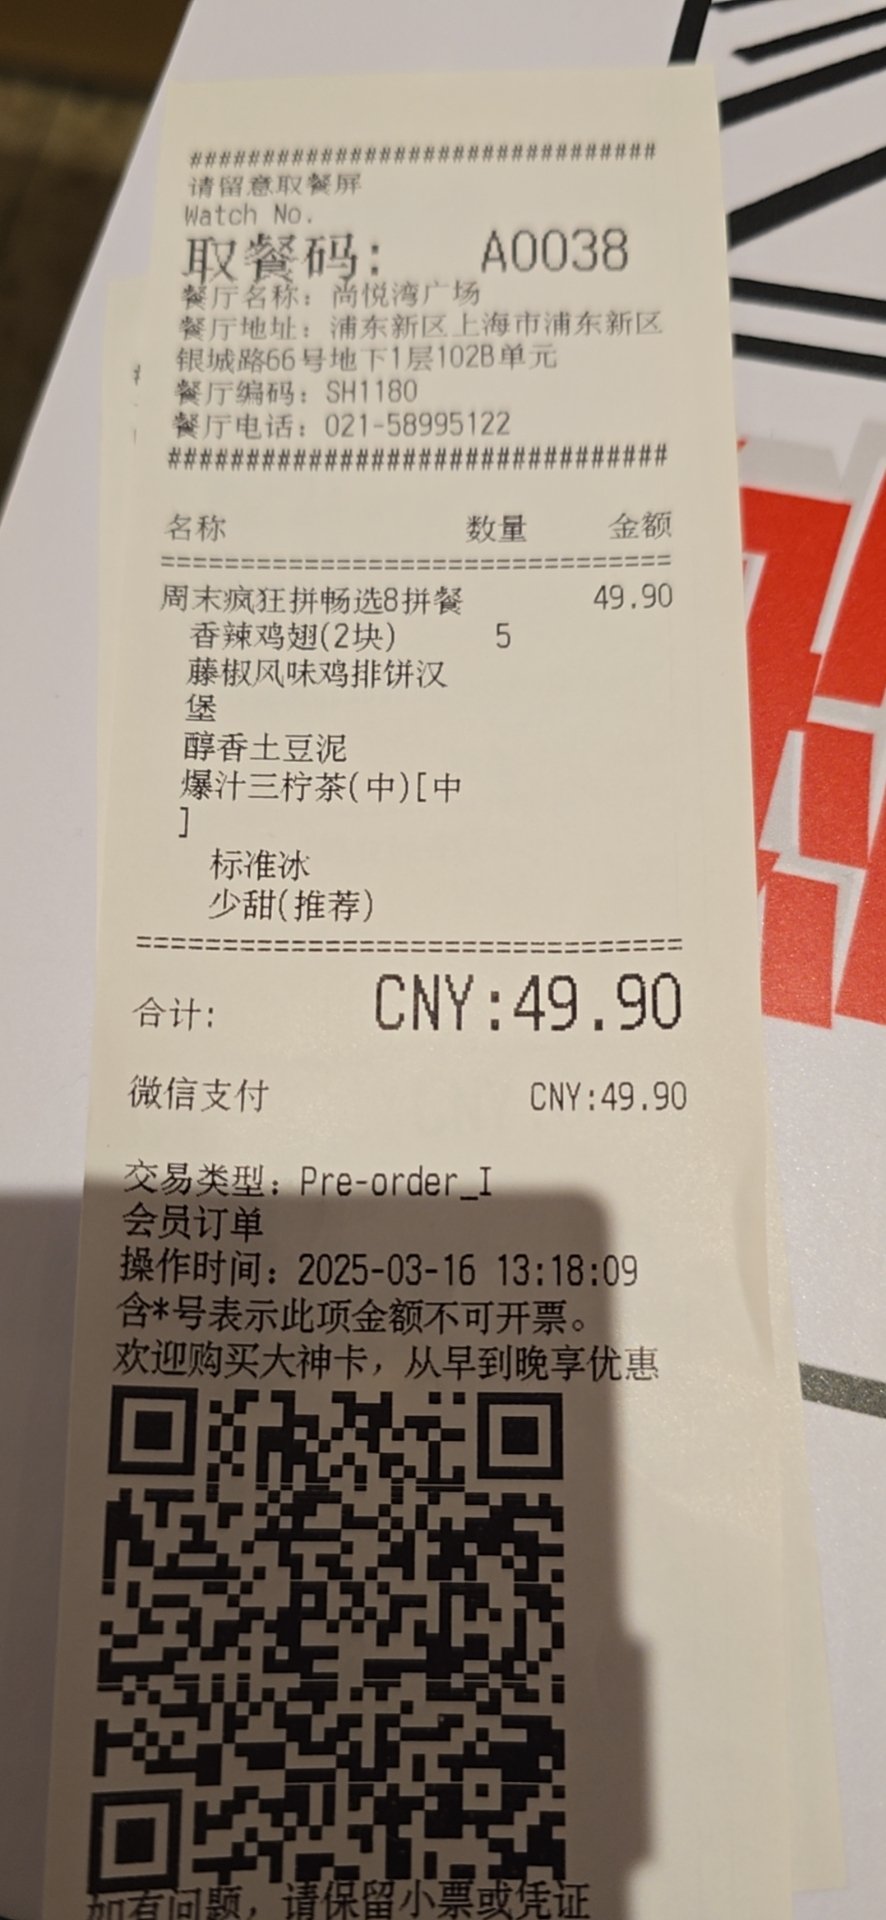 ################################
请留意取餐屏
Watch No.
取餐码: A0038
餐厅名称: 尚悦湾广场
餐厅地址: 浦东新区上海市浦东新区
银城路66号地下1层102B单元
餐厅编码: SH1180
餐厅电话: 021-58995122
################################
名称 数量 金额
================================
周末疯狂拼畅选8拼餐 49.90
香辣鸡翅(2块) 5
藤椒风味鸡排饼汉
堡
醇香土豆泥
爆汁三柠茶(中)[中
]
标准冰
少甜(推荐)
================================
合计: CNY:49.90
微信支付 CNY:49.90
交易类型: Pre-order_I
会员订单
操作时间: 2025-03-16 13:18:09
含*号表示此项金额不可开票。
欢迎购买大神卡，从早到晚享优惠
如有问题，请保留小票或凭证